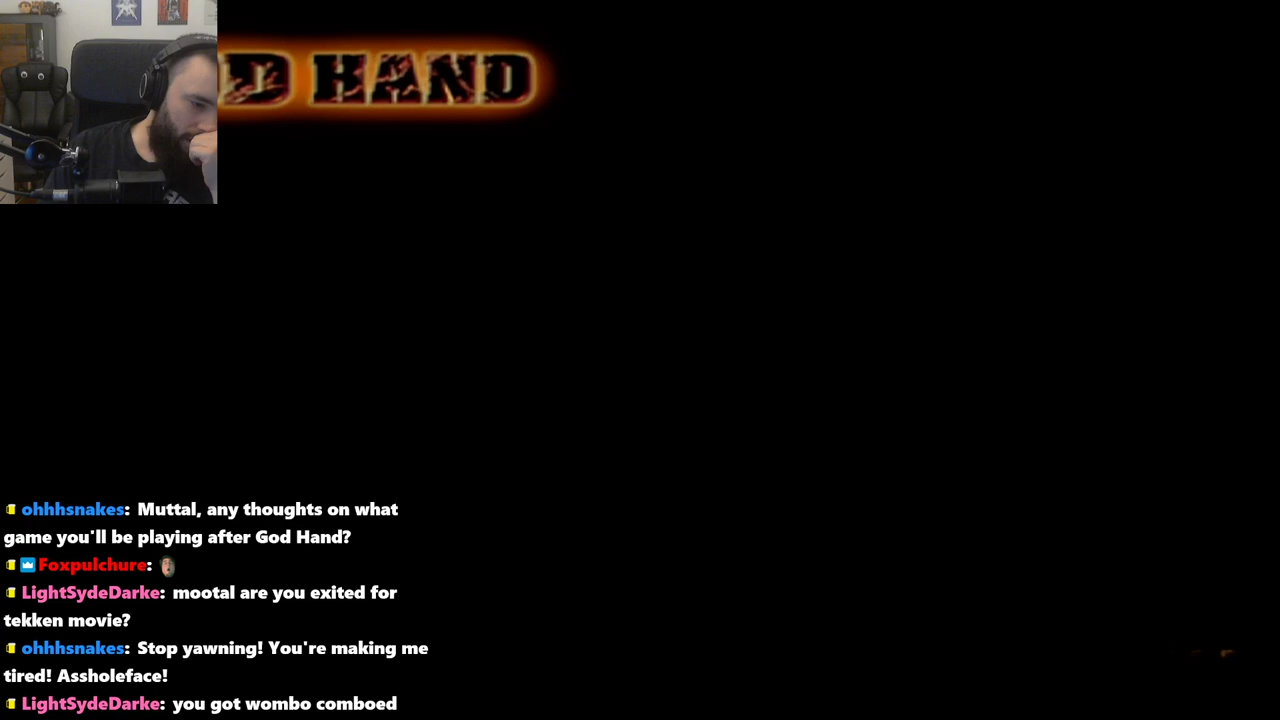 D HAND
ohhhsnakes: Muttal, any thoughts on what
game you'll be playing after God Hand?
Foxpulchure:
LightSydeDarke: mootal are you exited for
tekken movie?
ohhhsnakes: Stop yawning! You're making me
tired! Assholeface!
LightSydeDarke: you got wombo comboed